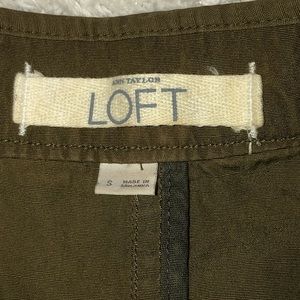 ANN TAYLOR
LOFT
S
MADE IN
SRI LANKA